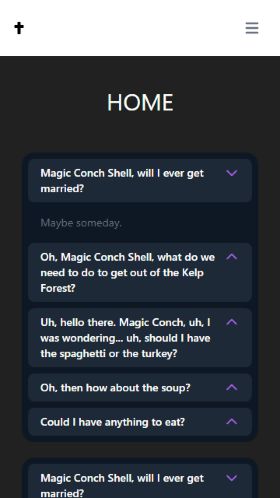 HOME
Magic Conch Shell, will I ever get
married?
Maybe someday.
Oh, Magic Conch Shell, what do we
need to do to get out of the Kelp
Forest?
Uh, hello there. Magic Conch, uh, I
was wondering... uh, should I have
the spaghetti or the turkey?
Oh, then how about the soup?
Could I have anything to eat?
Magic Conch Shell, will I ever get
married?